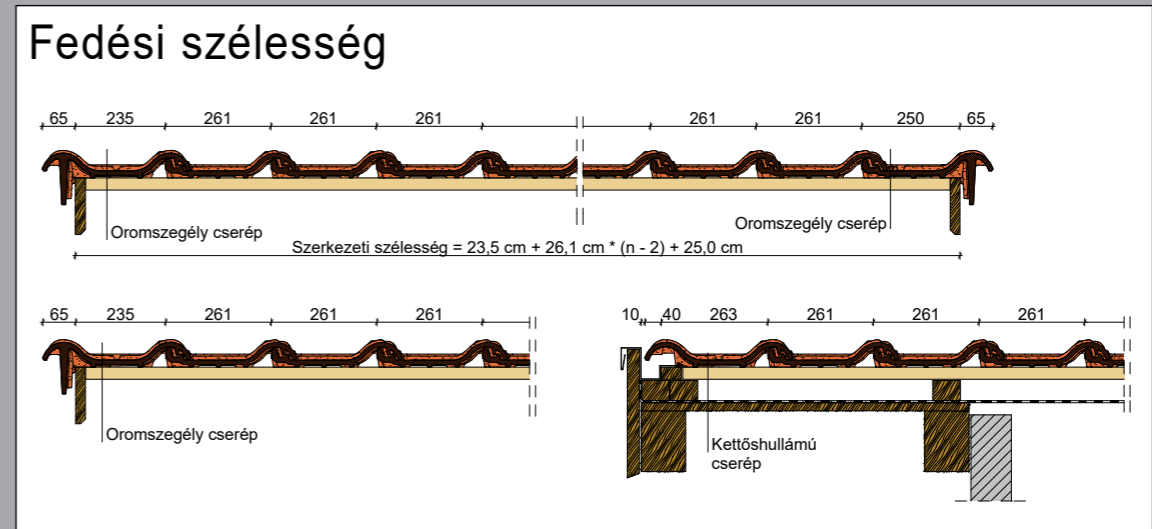 Fedési szélesség
65 235 261 261 261 261 261 250 65
Oromszegély cserép
Oromszegély cserép
Szerkezeti szélesség = 23,5 cm + 26,1 cm * (n - 2) + 25,0 cm
65 235 261 261 261
Oromszegély cserép
10 40 263 261 261 261
Kettőshullámú
cserép